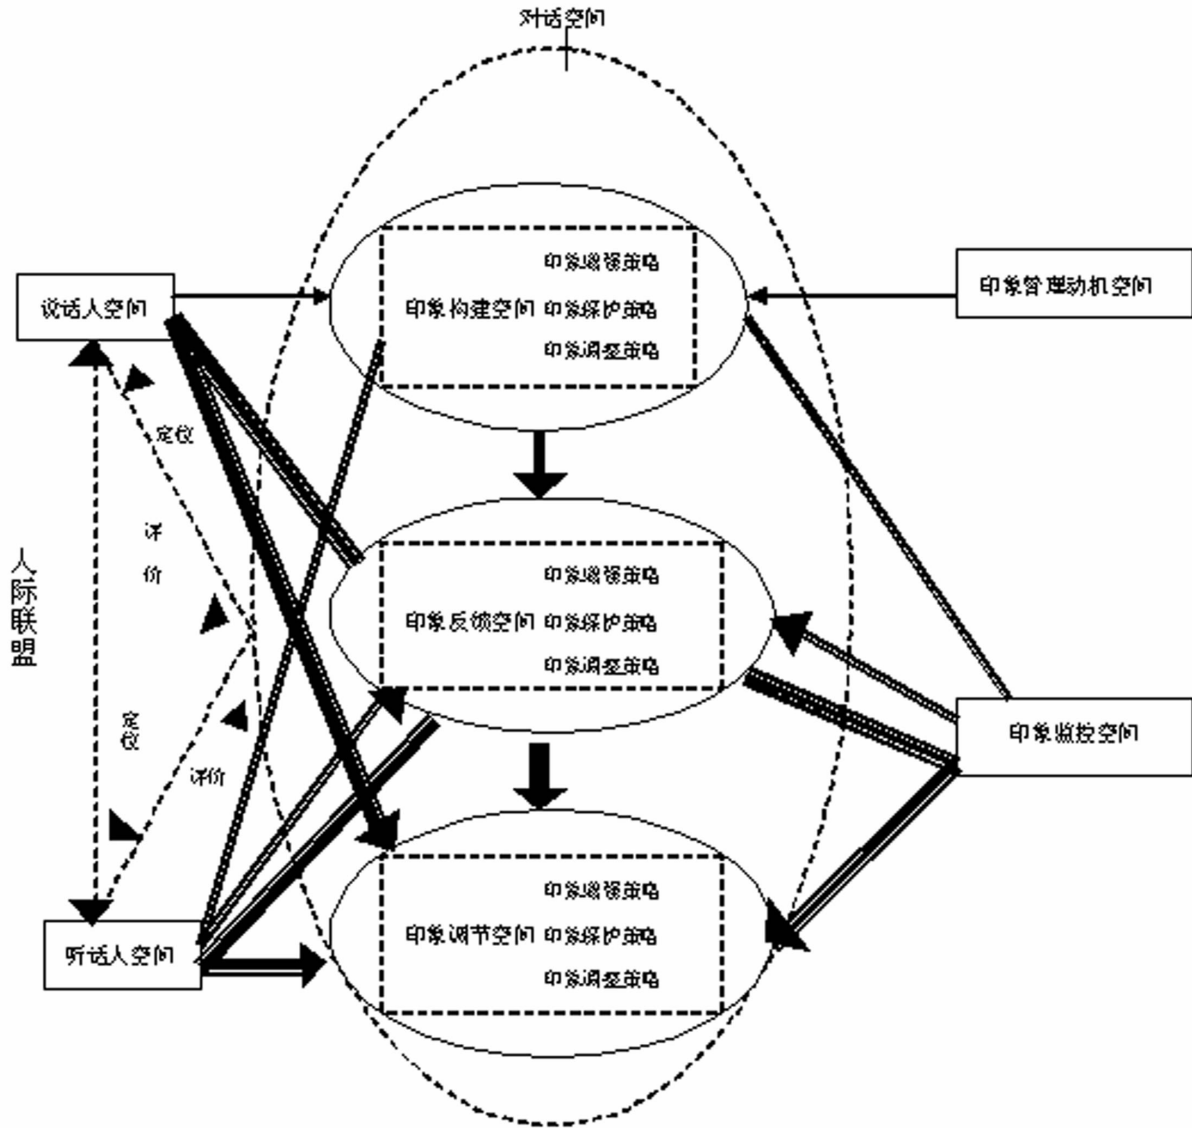 对话空间
印象增强策略
印象构建空间 印象保护策略
印象调整策略
说话人空间
印象管理动机空间
定位
评
价
人际联盟
印象增强策略
印象反馈空间 印象保护策略
印象调整策略
定位
评价
印象监控空间
印象增强策略
印象调节空间 印象保护策略
印象调整策略
听话人空间